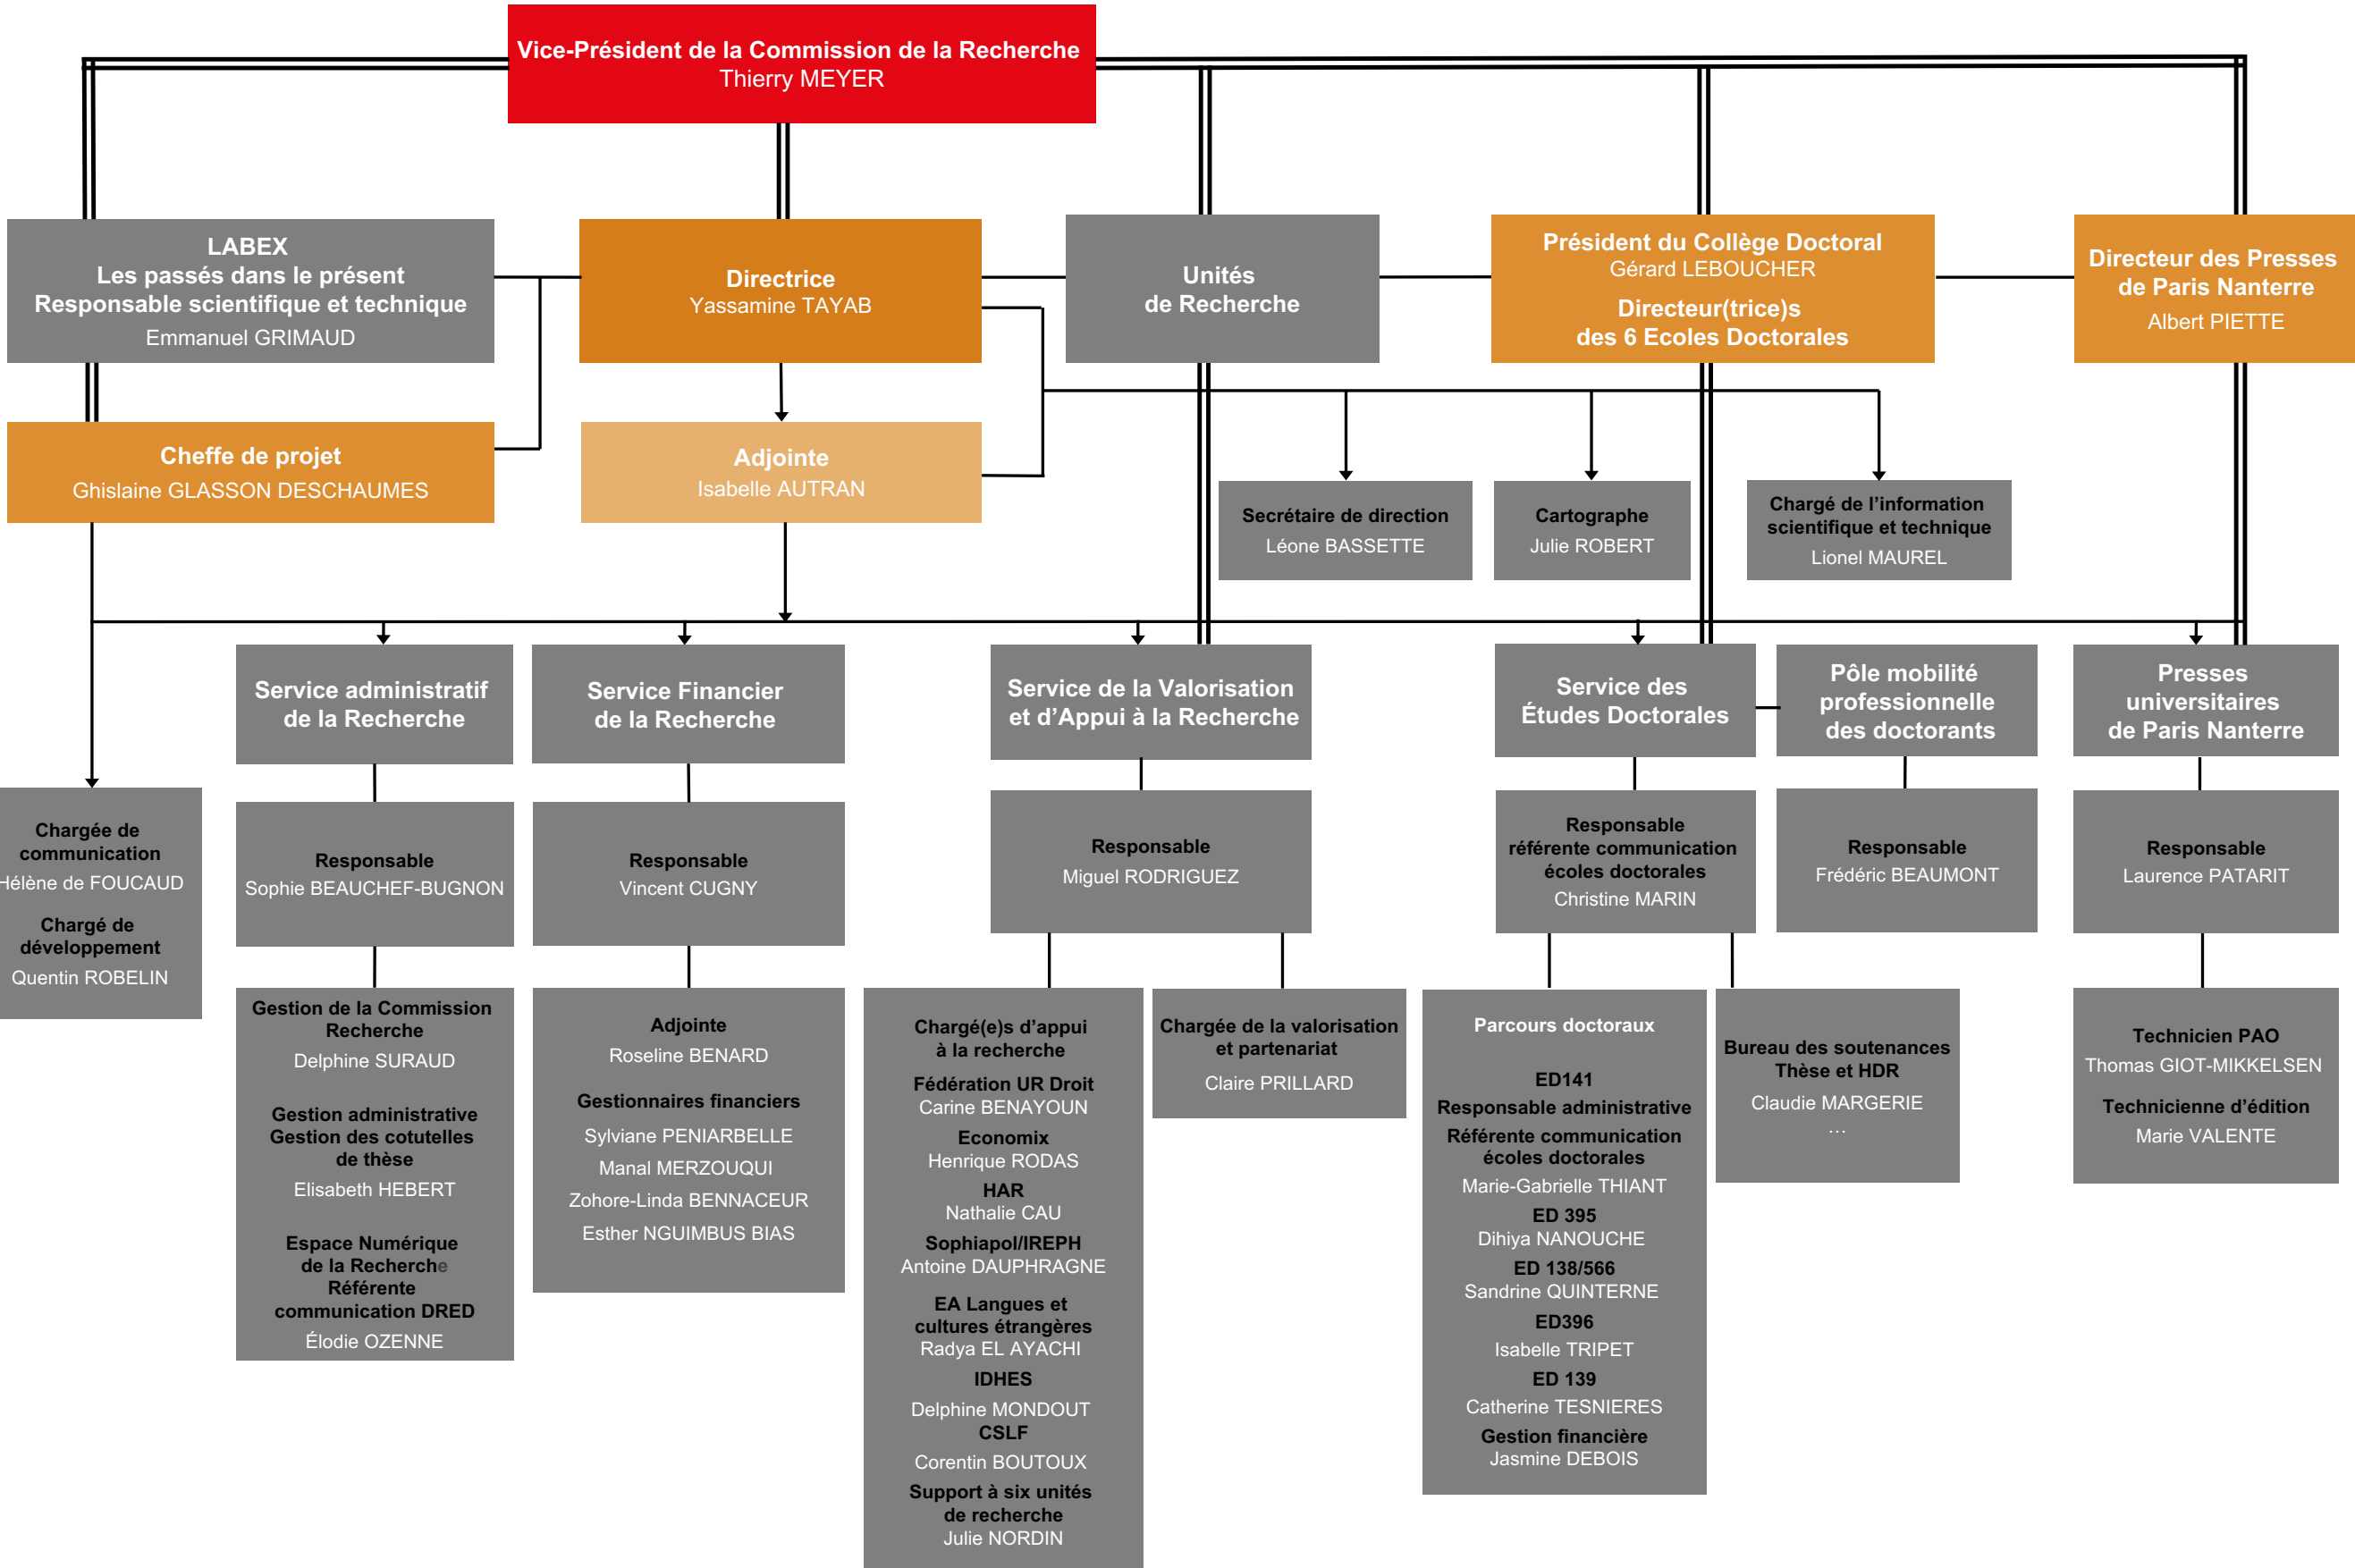 Vice-Président de la Commission de la Recherche
Thierry MEYER
LABEX
Les passés dans le présent
Responsable scientifique et technique
Emmanuel GRIMAUD
Directrice
Yassamine TAYAB
Unités
de Recherche
Président du Collège Doctoral
Gérard LEBOUCHER
Directeur(trice)s
des 6 Ecoles Doctorales
Directeur des Presses
de Paris Nanterre
Albert PIETTE
Cheffe de projet
Ghislaine GLASSON DESCHAUMES
Adjointe
Isabelle AUTRAN
Secrétaire de direction
Léone BASSETTE
Cartographe
Julie ROBERT
Chargé de l’information
scientifique et technique
Lionel MAUREL
Service administratif
de la Recherche
Service Financier
de la Recherche
Service de la Valorisation
et d’Appui à la Recherche
Service des
Études Doctorales
Pôle mobilité
professionnelle
des doctorants
Presses
universitaires
de Paris Nanterre
Chargée de
communication
Hélène de FOUCAUD
Chargé de
développement
Quentin ROBELIN
Responsable
Sophie BEAUCHEF-BUGNON
Responsable
Vincent CUGNY
Responsable
Miguel RODRIGUEZ
Responsable
référente communication
écoles doctorales
Christine MARIN
Responsable
Frédéric BEAUMONT
Responsable
Laurence PATARIT
Gestion de la Commission
Recherche
Delphine SURAUD
Gestion administrative
Gestion des cotutelles
de thèse
Elisabeth HEBERT
Espace Numérique
de la Recherche
Référente
communication DRED
Élodie OZENNE
Adjointe
Roseline BENARD
Gestionnaires financiers
Sylviane PENIARBELLE
Manal MERZOUQUI
Zohore-Linda BENNACEUR
Esther NGUIMBUS BIAS
Chargé(e)s d’appui
à la recherche
Fédération UR Droit
Carine BENAYOUN
Economix
Henrique RODAS
HAR
Nathalie CAU
Sophiapol/IREPH
Antoine DAUPHRAGNE
EA Langues et
cultures étrangères
Radya EL AYACHI
IDHES
Delphine MONDOUT
CSLF
Corentin BOUTOUX
Support à six unités
de recherche
Julie NORDIN
Chargée de la valorisation
et partenariat
Claire PRILLARD
Parcours doctoraux
ED141
Responsable administrative
Référente communication
écoles doctorales
Marie-Gabrielle THIANT
ED 395
Dihiya NANOUCHE
ED 138/566
Sandrine QUINTERNE
ED396
Isabelle TRIPET
ED 139
Catherine TESNIERES
Gestion financière
Jasmine DEBOIS
Bureau des soutenances
Thèse et HDR
Claudie MARGERIE
…
Technicien PAO
Thomas GIOT-MIKKELSEN
Technicienne d’édition
Marie VALENTE